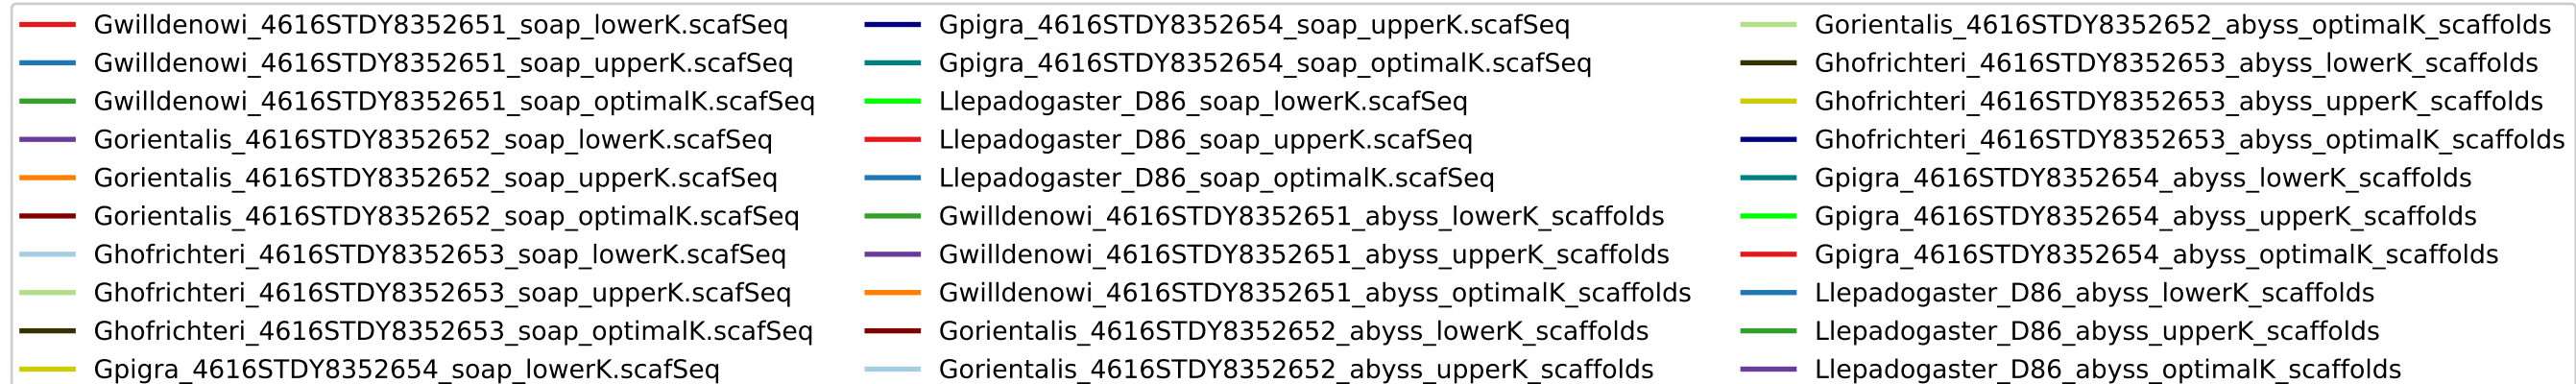 Gwilldenowi_4616STDY8352651_soap_lowerK.scafSeq
Gwilldenowi_4616STDY8352651_soap_upperK.scafSeq
Gwilldenowi_4616STDY8352651_soap_optimalK.scafSeq
Gorientalis_4616STDY8352652_soap_lowerK.scafSeq
Gorientalis_4616STDY8352652_soap_upperK.scafSeq
Gorientalis_4616STDY8352652_soap_optimalK.scafSeq
Ghofrichteri_4616STDY8352653_soap_lowerK.scafSeq
Ghofrichteri_4616STDY8352653_soap_upperK.scafSeq
Ghofrichteri_4616STDY8352653_soap_optimalK.scafSeq
Gpigra_4616STDY8352654_soap_lowerK.scafSeq
Gpigra_4616STDY8352654_soap_upperK.scafSeq
Gpigra_4616STDY8352654_soap_optimalK.scafSeq
Llepadogaster_D86_soap_lowerK.scafSeq
Llepadogaster_D86_soap_upperK.scafSeq
Llepadogaster_D86_soap_optimalK.scafSeq
Gwilldenowi_4616STDY8352651_abyss_lowerK_scaffolds
Gwilldenowi_4616STDY8352651_abyss_upperK_scaffolds
Gwilldenowi_4616STDY8352651_abyss_optimalK_scaffolds
Gorientalis_4616STDY8352652_abyss_lowerK_scaffolds
Gorientalis_4616STDY8352652_abyss_upperK_scaffolds
Gorientalis_4616STDY8352652_abyss_optimalK_scaffolds
Ghofrichteri_4616STDY8352653_abyss_lowerK_scaffolds
Ghofrichteri_4616STDY8352653_abyss_upperK_scaffolds
Ghofrichteri_4616STDY8352653_abyss_optimalK_scaffolds
Gpigra_4616STDY8352654_abyss_lowerK_scaffolds
Gpigra_4616STDY8352654_abyss_upperK_scaffolds
Gpigra_4616STDY8352654_abyss_optimalK_scaffolds
Llepadogaster_D86_abyss_lowerK_scaffolds
Llepadogaster_D86_abyss_upperK_scaffolds
Llepadogaster_D86_abyss_optimalK_scaffolds